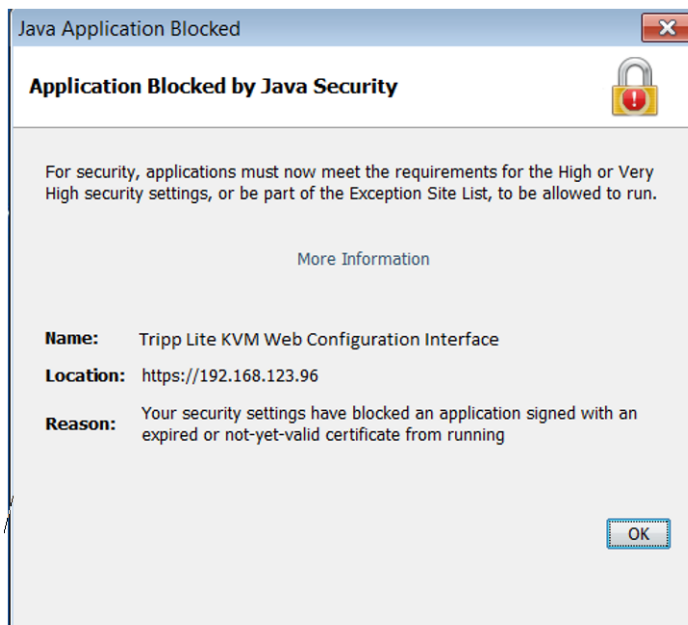 Java Application Blocked
Application Blocked by Java Security
For security, applications must now meet the requirements for the High or Very
High security settings, or be part of the Exception Site List, to be allowed to run.
More Information
Name: Tripp Lite KVM Web Configuration Interface
Location: https://192.168.123.96
Reason: Your security settings have blocked an application signed with an
expired or not-yet-valid certificate from running
OK